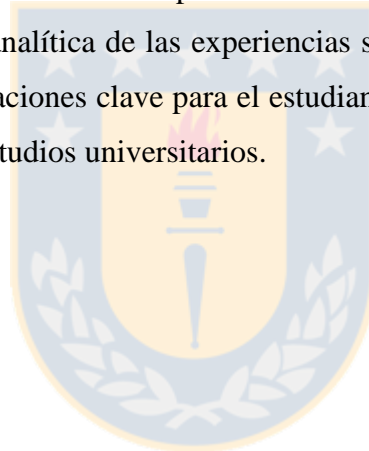 analítica de las experiencias s
aciones clave para el estudian
tudios universitarios.